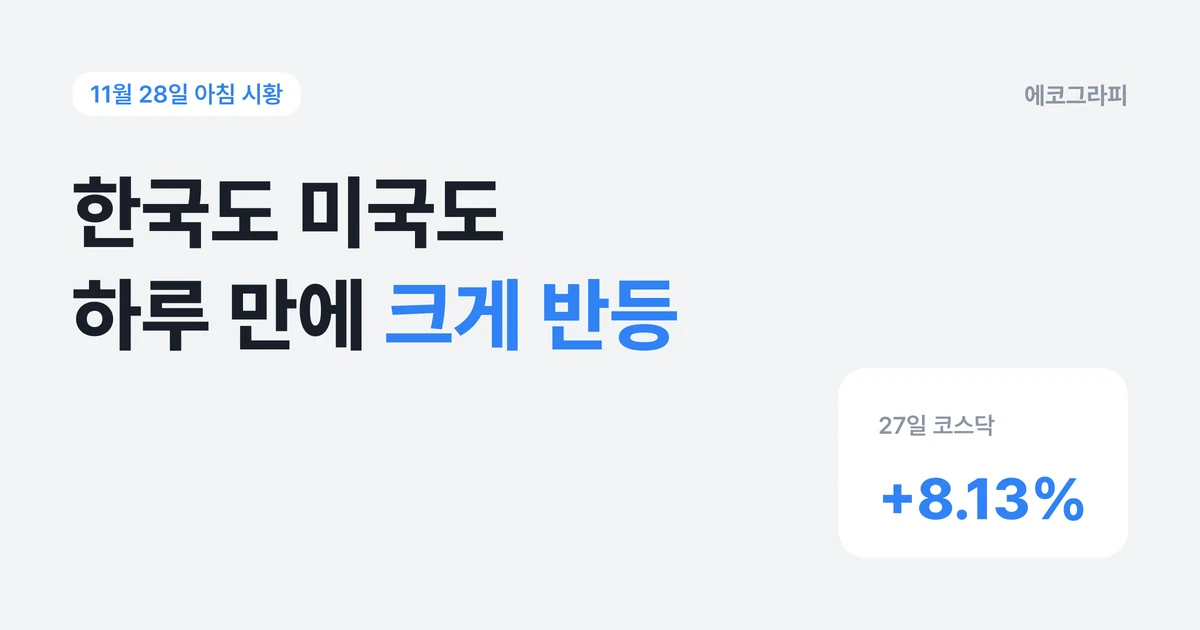 11월 28일 아침 시황
에코그라피
한국도 미국도
하루 만에 크게 반등
27일 코스닥
+8.13%